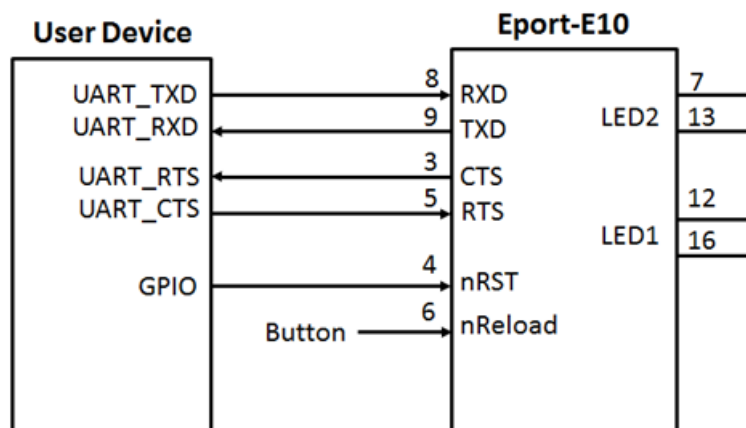 User Device
Eport-E10
UART_TXD 8 RXD 7
UART_RXD 9 TXD LED2 13
UART_RTS 3 CTS
UART_CTS 5 RTS 12
LED1 16
GPIO 4 nRST
Button 6 nReload